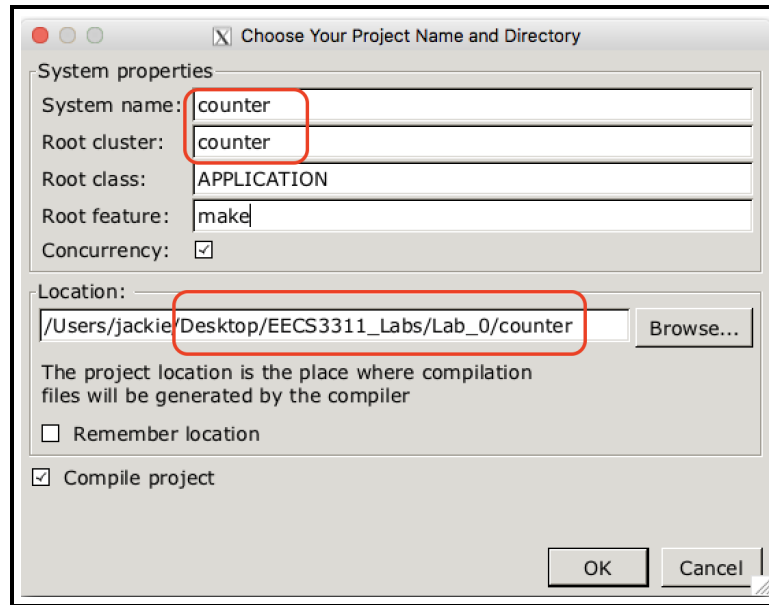 Choose Your Project Name and Directory
System properties
System name: counter
Root cluster: counter
Root class: APPLICATION
Root feature: make
Concurrency:
Location:
/Users/jackie/Desktop/EECS3311_Labs/Lab_0/counter Browse...
The project location is the place where compilation
files will be generated by the compiler
Remember location
Compile project
OK Cancel